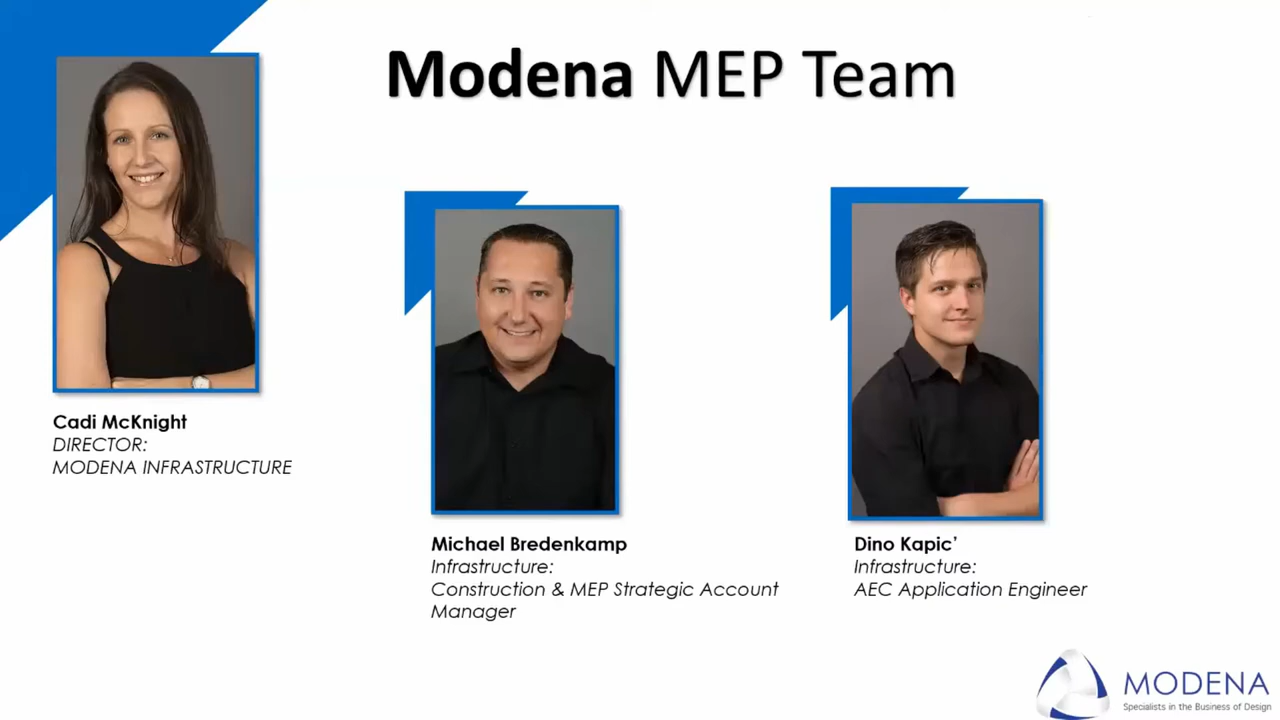 Modena MEP Team
Cadi McKnight
DIRECTOR:
MODENA INFRASTRUCTURE
Michael Bredenkamp
Infrastructure:
Construction & MEP Strategic Account
Manager
Dino Kapic’
Infrastructure:
AEC Application Engineer
MODENA
Specialists in the Business of Design